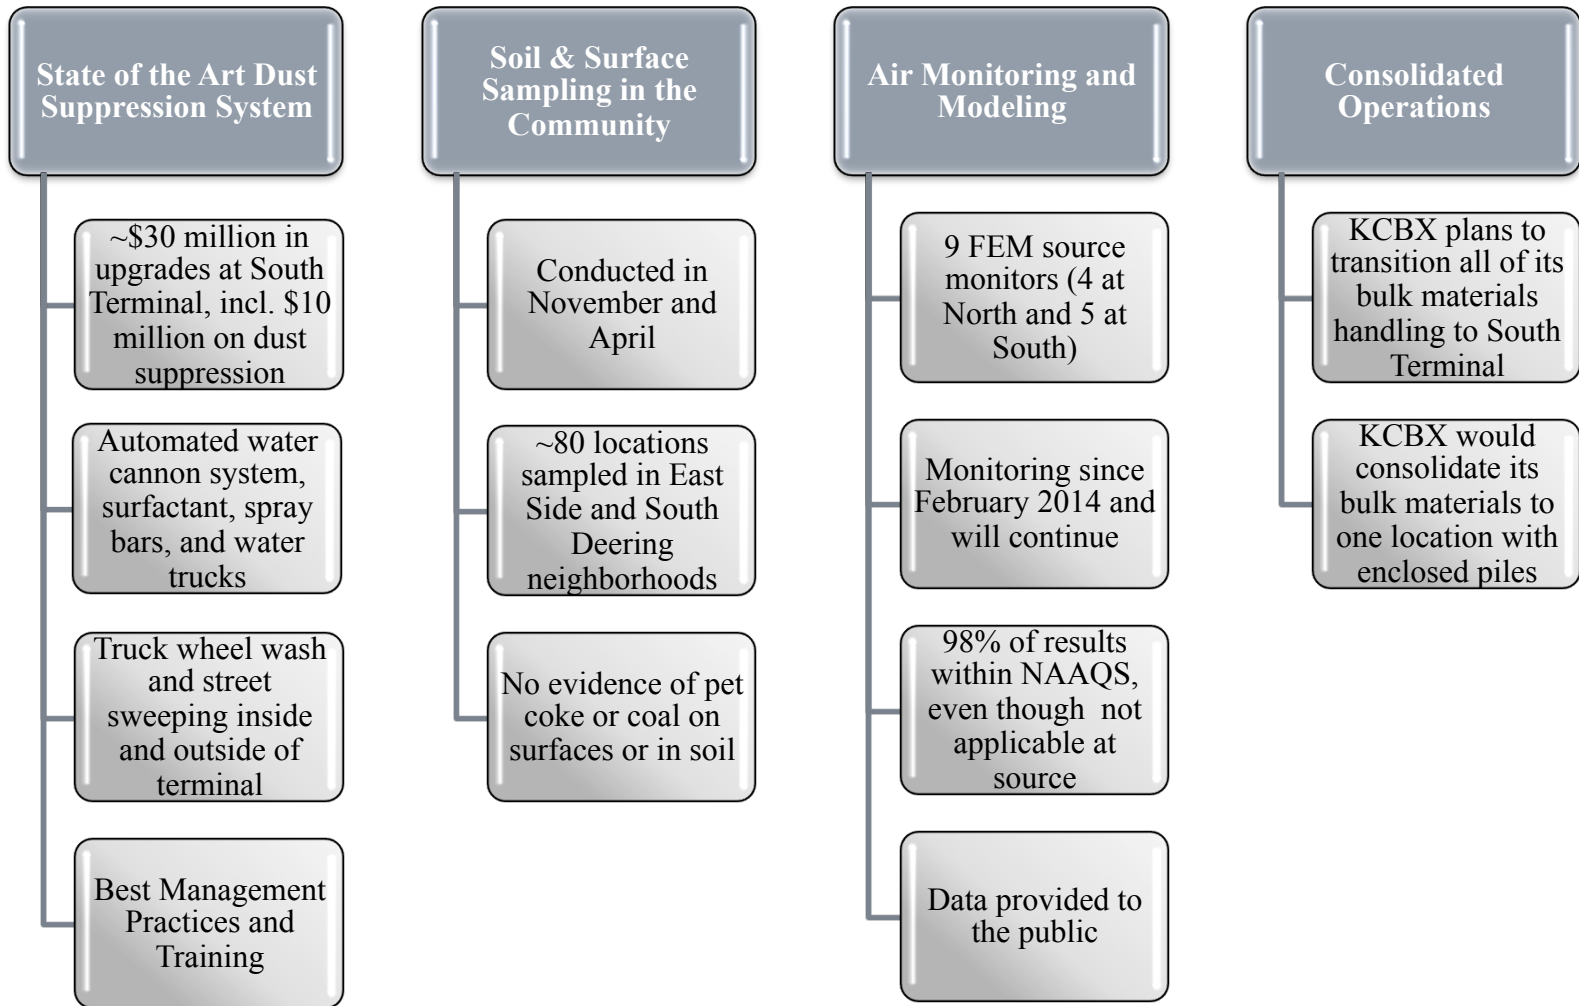 State of the Art Dust
Suppression System
~$30 million in
upgrades at South
Terminal, incl. $10
million on dust
suppression
Automated water
cannon system,
surfactant, spray
bars, and water
trucks
Truck wheel wash
and street
sweeping inside
and outside of
terminal
Best Management
Practices and
Training
Soil & Surface
Sampling in the
Community
Conducted in
November and
April
~80 locations
sampled in East
Side and South
Deering
neighborhoods
No evidence of pet
coke or coal on
surfaces or in soil
Air Monitoring and
Modeling
9 FEM source
monitors (4 at
North and 5 at
South)
Monitoring since
February 2014 and
will continue
98% of results
within NAAQS,
even though not
applicable at
source
Data provided to
the public
Consolidated
Operations
KCBX plans to
transition all of its
bulk materials
handling to South
Terminal
KCBX would
consolidate its
bulk materials to
one location with
enclosed piles